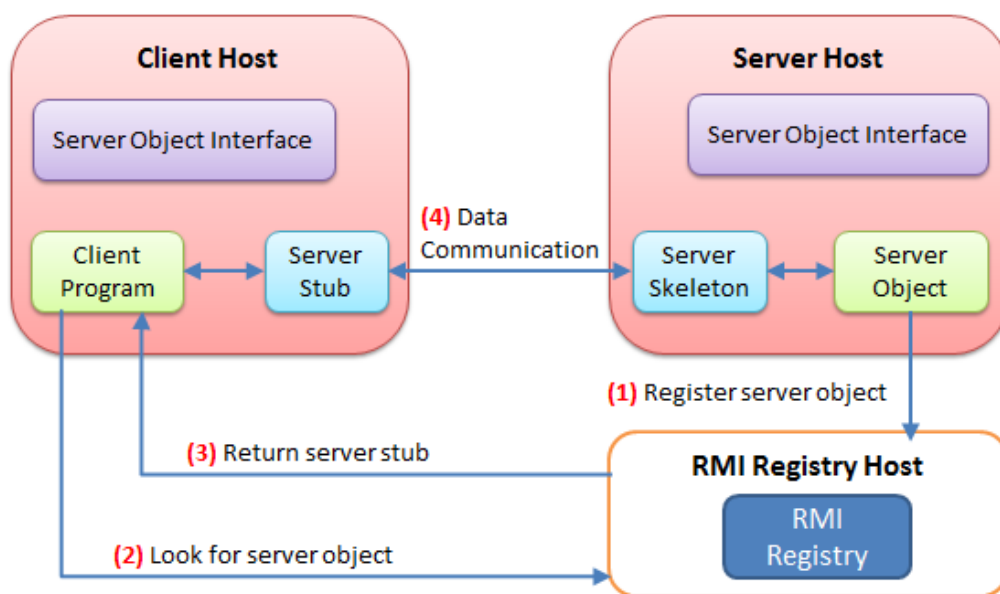 Client Host
Server Object Interface
Client
Program
Server
Stub
(4) Data
Communication
Server Host
Server Object Interface
Server
Skeleton
Server
Object
(1) Register server object
(3) Return server stub
(2) Look for server object
RMI Registry Host
RMI
Registry